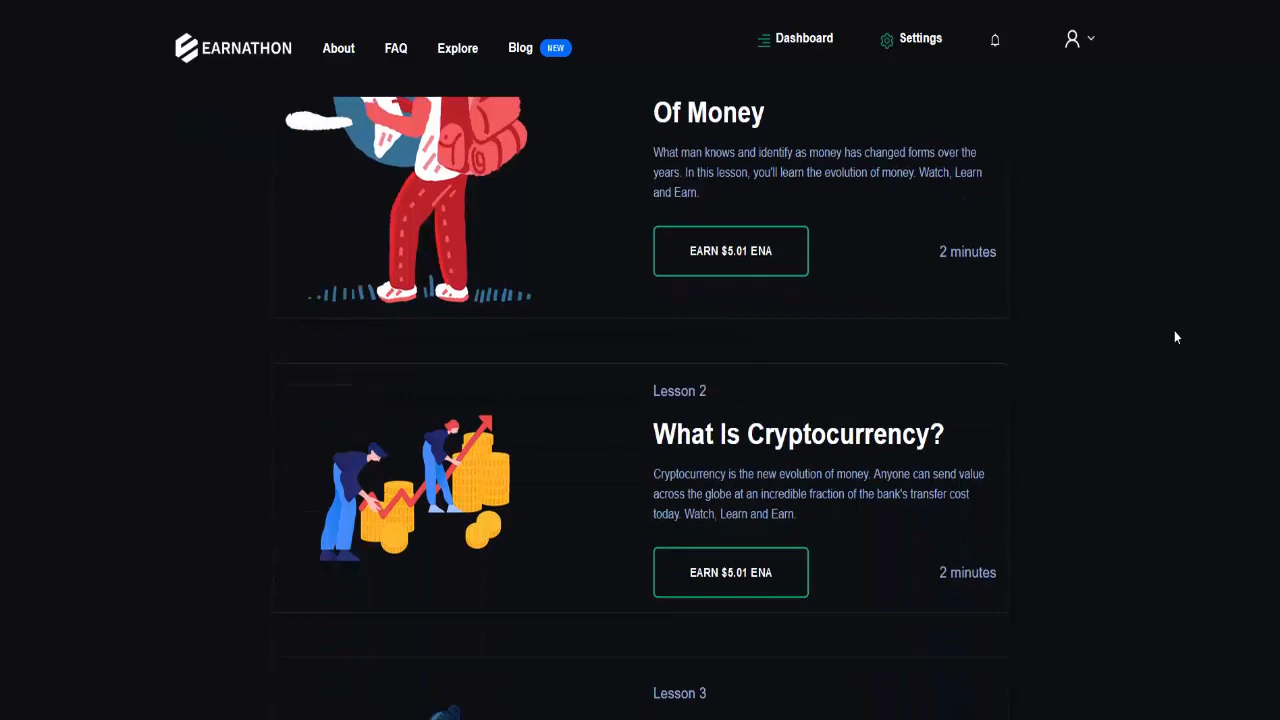 EARNATHON About FAQ Explore Blog NEW Dashboard Settings
Of Money
What man knows and identify as money has changed forms over the
years. In this lesson, you'll learn the evolution of money. Watch, Learn
and Earn.
EARN $5.01 ENA 2 minutes
Lesson 2
What Is Cryptocurrency?
Cryptocurrency is the new evolution of money. Anyone can send value
across the globe at an incredible fraction of the bank's transfer cost
today. Watch, Learn and Earn.
EARN $5.01 ENA 2 minutes
Lesson 3